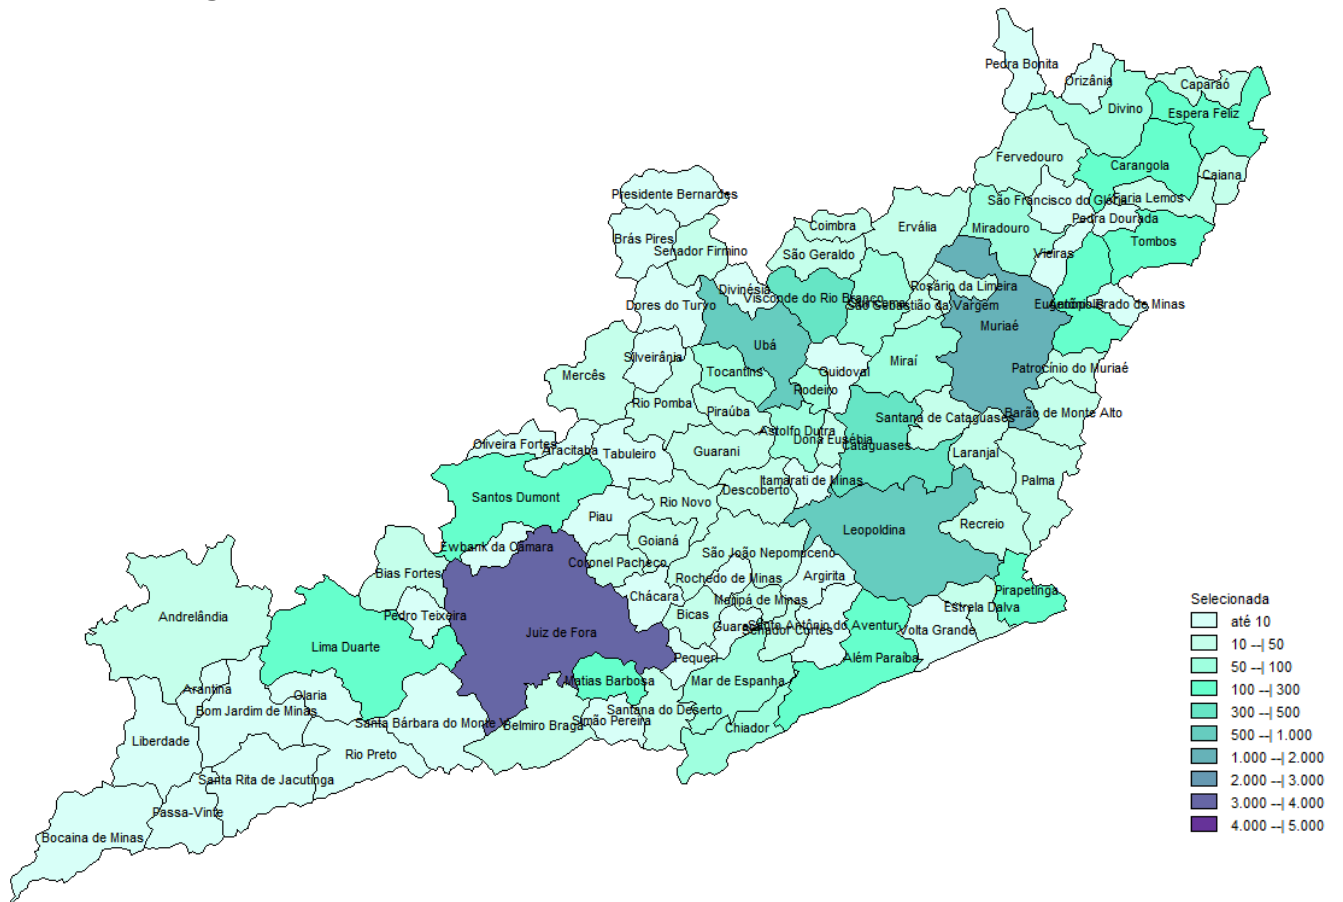 Pedra Bonita
Orizânia
Caparaó
Divino
Espera Feliz
Fervedouro
Carangola
Caiana
Presidente Bernardes
São Francisco do Glória
Faria Lemos
Pedra Dourada
Coimbra
Ervália
Miradouro
Brás Pires
Senador Firmino
São Geraldo
Vieiras
Tombos
Divinésia
Visconde do Rio Branco
Rosário da Limeira
Dores do Turvo
São Sebastião da Vargem
Antônio Prado de Minas
Muriaé
Ubá
Silveirânia
Mercês
Tocantins
Guidoval
Miraí
Patrocínio do Muriaé
Rodeiro
Rio Pomba
Piraúba
Santana de Cataguases
Barão de Monte Alto
Astolfo Dutra
Dona Eusébia
Cataguases
Oliveira Fortes
Aracitaba
Tabuleiro
Guarani
Laranjal
Palma
Itamarati de Minas
Descoberto
Santos Dumont
Rio Novo
Piau
Leopoldina
Recreio
Goianá
Ewbank da Câmara
São João Nepomuceno
Coronel Pacheco
Bias Fortes
Rochedo de Minas
Argirita
Chácara
Pirapetinga
Maripá de Minas
Estrela Dalva
Andrelândia
Pedro Teixeira
Bicas
Santo Antônio do Aventur
Guarará
Senador Cortes
Volta Grande
Juiz de Fora
Lima Duarte
Pequeri
Além Paraíba
Matias Barbosa
Mar de Espanha
Arantina
Olaria
Bom Jardim de Minas
Santana do Deserto
Santa Bárbara do Monte V
Belmiro Braga
Simão Pereira
Chiador
Liberdade
Rio Preto
Santa Rita de Jacutinga
Passa-Vinte
Bocaina de Minas
Selecionada
até 10
10 --| 50
50 --| 100
100 --| 300
300 --| 500
500 --| 1.000
1.000 --| 2.000
2.000 --| 3.000
3.000 --| 4.000
4.000 --| 5.000